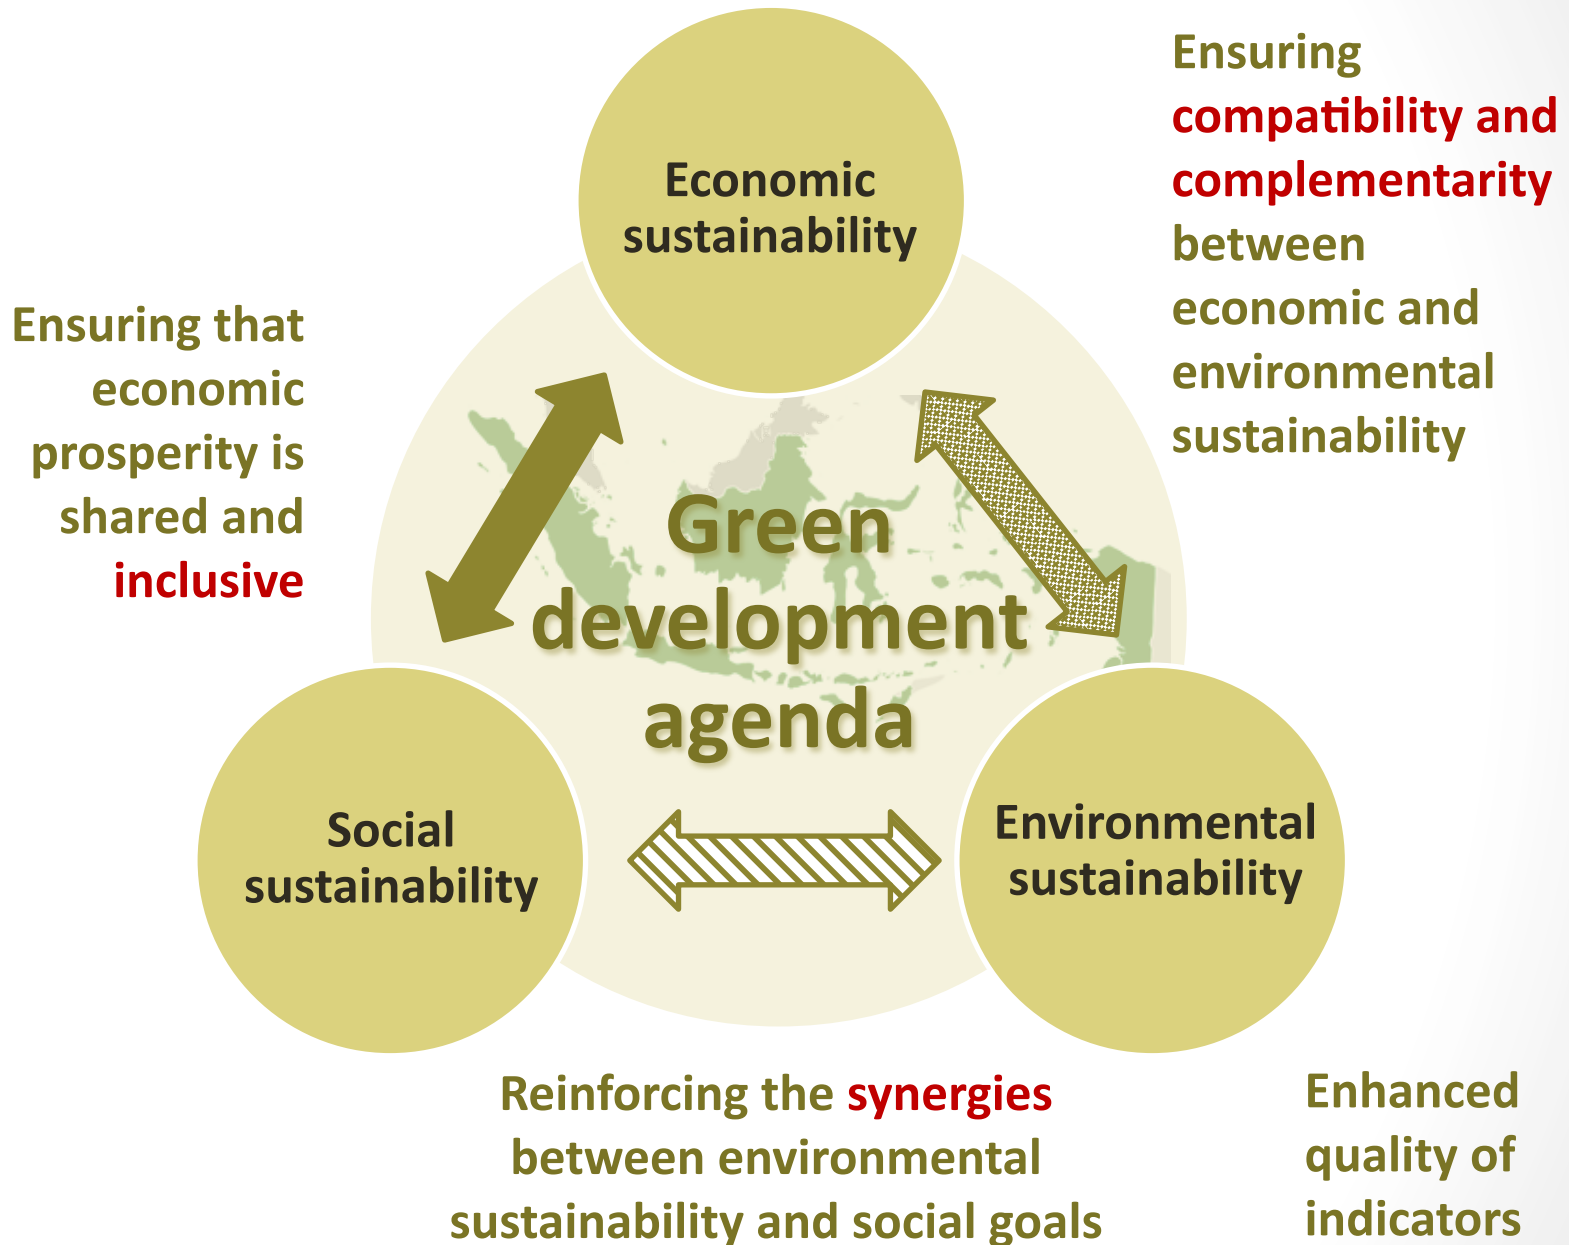 Economic
sustainability
Ensuring
compatibility and
complementarity
between
economic and
environmental
sustainability
Ensuring that
economic
prosperity is
shared and
inclusive
Green
development
agenda
Social
sustainability
Environmental
sustainability
Reinforcing the synergies
between environmental
sustainability and social goals
Enhanced
quality of
indicators